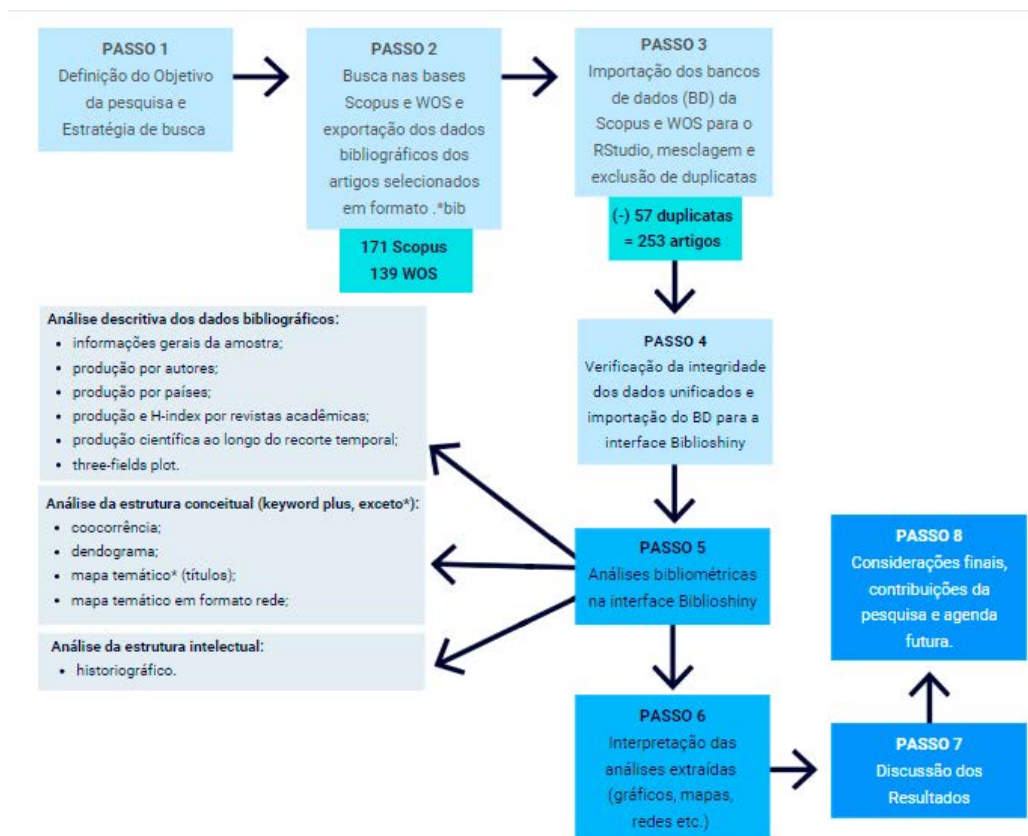 PASSO 1
Definição do Objetivo
da pesquisa e
Estratégia de busca
PASSO 2
Busca nas bases
Scopus e WOS e
exportação dos dados
bibliográficos dos
artigos selecionados
em formato .*bib
171 Scopus
139 WOS
PASSO 3
Importação dos bancos
de dados (BD) da
Scopus e WOS para o
RStudio, mesclagem e
exclusão de duplicatas
(-) 57 duplicatas
= 253 artigos
PASSO 4
Verificação da integridade
dos dados unificados e
importação do BD para a
interface Biblioshiny
PASSO 5
Análises bibliométricas
na interface Biblioshiny
Análise descritiva dos dados bibliográficos:
• informações gerais da amostra;
• produção por autores;
• produção por países;
• produção e H-index por revistas acadêmicas;
• produção científica ao longo do recorte temporal;
• three-fields plot.
Análise da estrutura conceitual (keyword plus, exceto*):
• coocorrência;
• dendograma;
• mapa temático* (títulos);
• mapa temático em formato rede;
Análise da estrutura intelectual:
• historiográfico.
PASSO 6
Interpretação das
análises extraídas
(gráficos, mapas,
redes etc.)
PASSO 7
Discussão dos
Resultados
PASSO 8
Considerações finais,
contribuições da
pesquisa e agenda
futura.